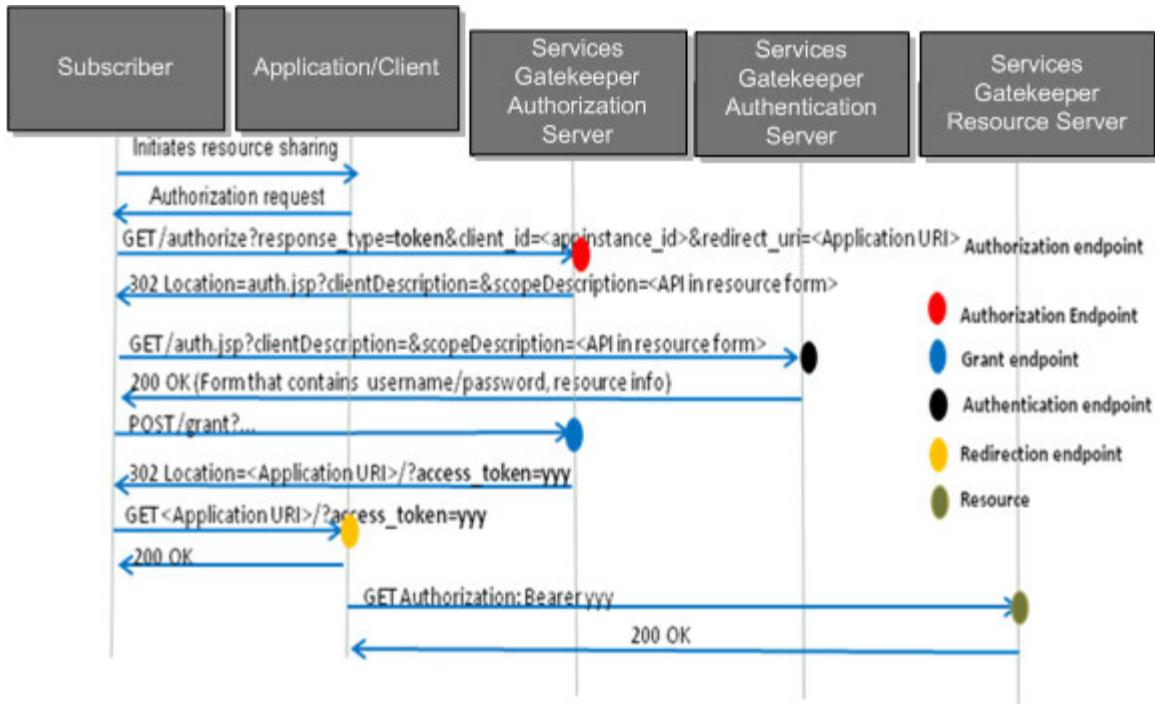 Subscriber
Application/Client
Services
Gatekeeper
Authorization
Server
Services
Gatekeeper
Authentication
Server
Services
Gatekeeper
Resource Server
Initiates resource sharing
Authorization request
GET/authorize?response_type=token&client_id=<appinstance_id>&redirect_uri=<Application URI>
Authorization endpoint
302 Location=auth.jsp?clientDescription=&scopeDescription=<API in resource form>
Authorization Endpoint
GET/auth.jsp?clientDescription=&scopeDescription=<API in resource form>
Grant endpoint
200 OK (Form that contains username/password, resource info)
Authentication endpoint
POST/grant?...
Redirection endpoint
302 Location=<Application URI>/?access_token=yyy
Resource
GET<Application URI>/?access_token=yyy
200 OK
GET Authorization: Bearer yyy
200 OK